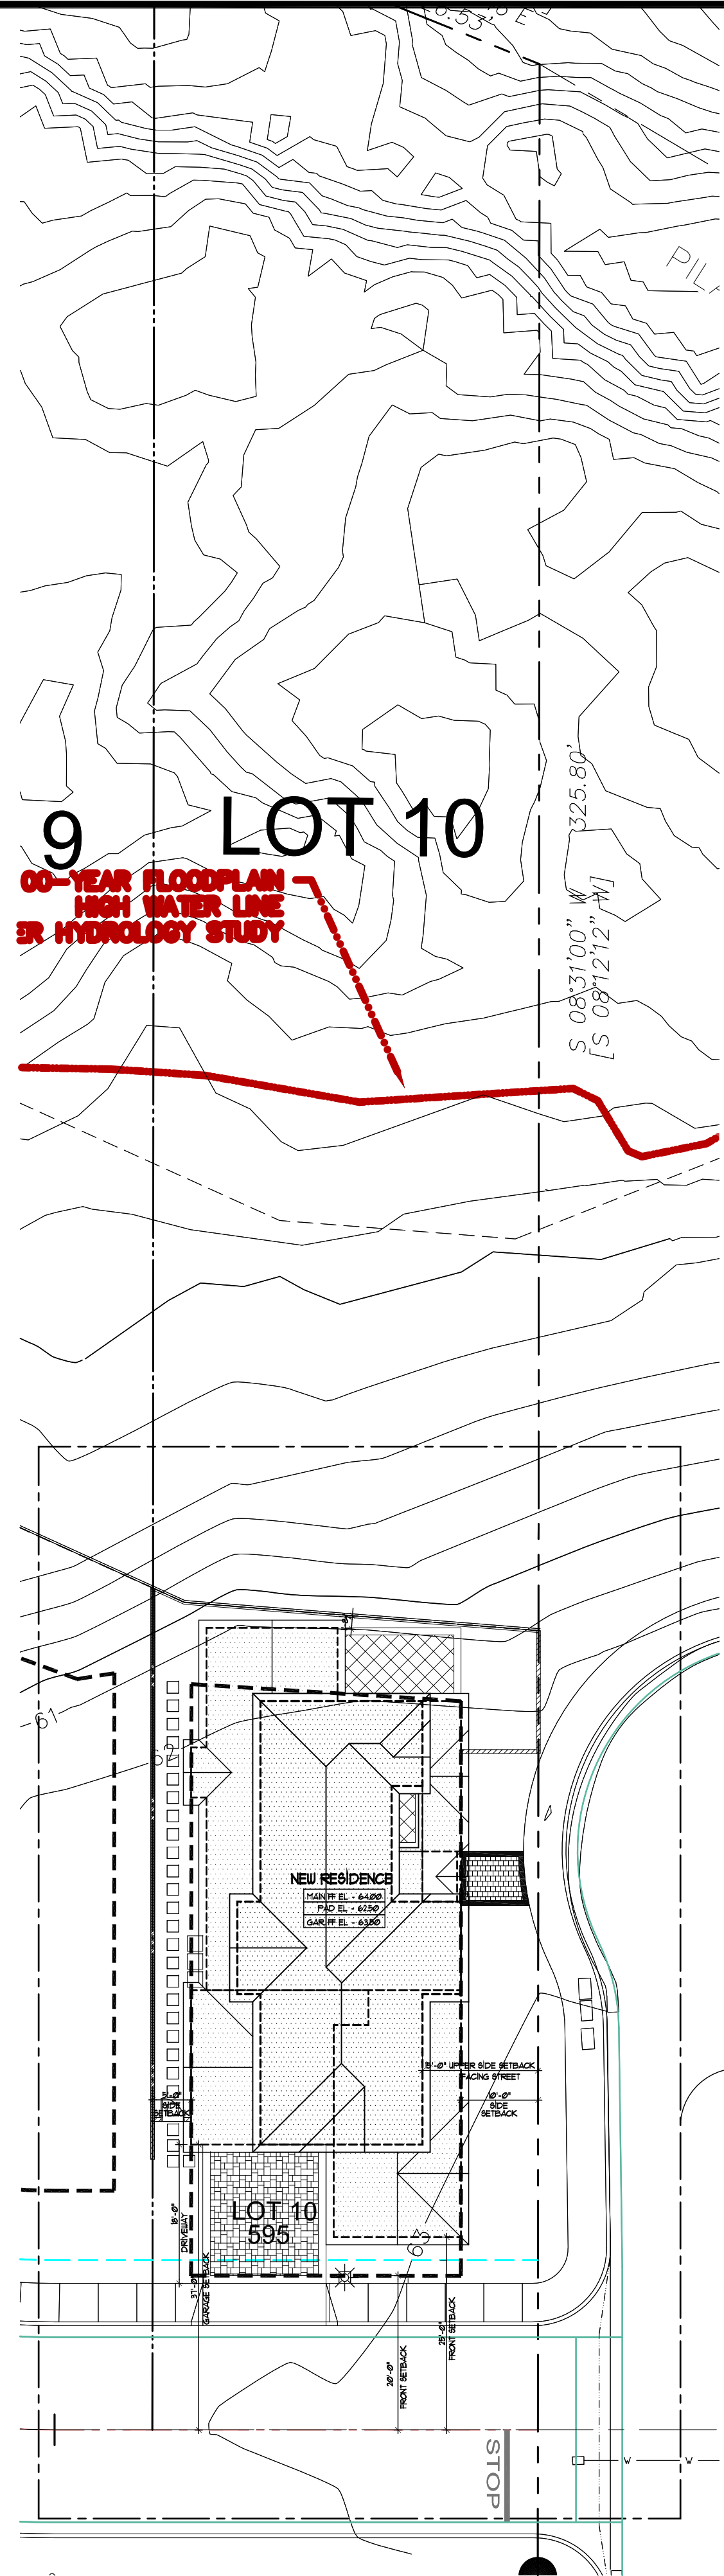 LOT 10
9
00-YEAR FLOODPLAIN
HIGH WATER LINE
ER HYDROLOGY STUDY
S 08°31'00" W 325.80'
[S 08°12'12" W]
61
62
NEW RESIDENCE
MAIN FF EL - 64.00
PAD EL - 62.50
GAR. FF EL - 63.50
15'-0" UPPER SIDE SETBACK
FACING STREET
5'-0"
SIDE
SETBACK
10'-0"
SIDE
SETBACK
LOT 10
595
18'-0"
DRIVEWAY
37'-0"
GARAGE SETBACK
63
20'-0"
FRONT SETBACK
25'-0"
FRONT SETBACK
STOP
W
W